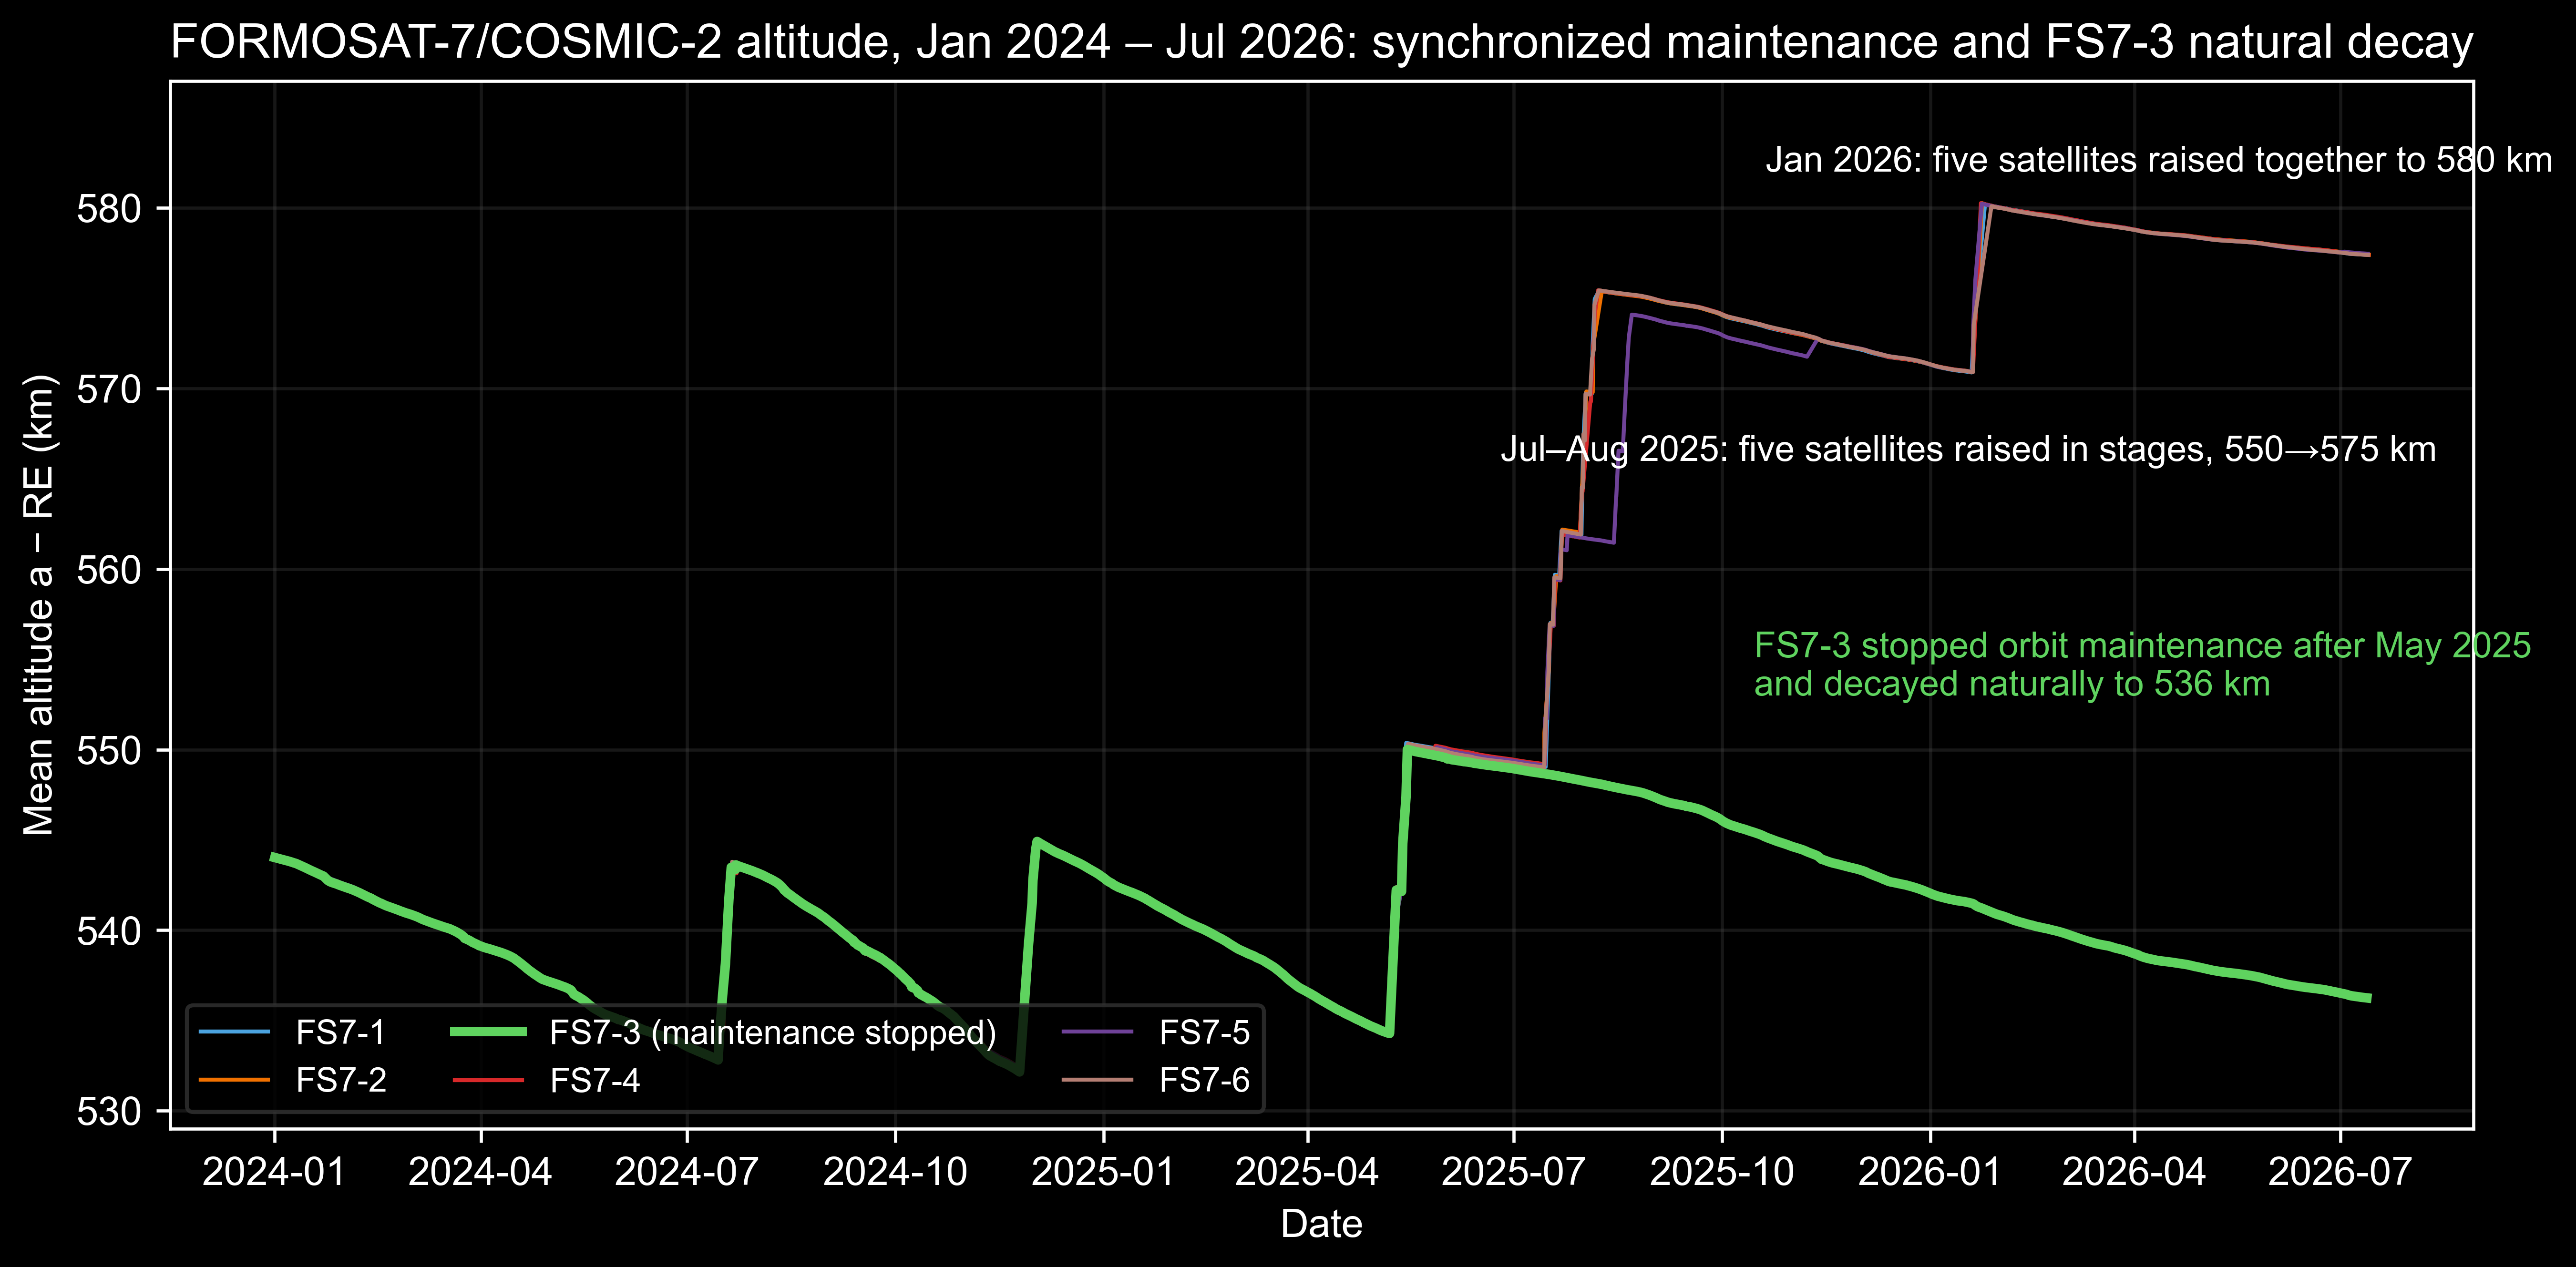 FORMOSAT-7/COSMIC-2 altitude, Jan 2024 – Jul 2026: synchronized maintenance and FS7-3 natural decay
Jan 2026: five satellites raised together to 580 km
Jul–Aug 2025: five satellites raised in stages, 550→575 km
FS7-3 stopped orbit maintenance after May 2025
and decayed naturally to 536 km
Mean altitude a – RE (km)
580
570
560
550
540
530
FS7-1
FS7-2
FS7-3 (maintenance stopped)
FS7-4
FS7-5
FS7-6
2024-01
2024-04
2024-07
2024-10
2025-01
2025-04
2025-07
2025-10
2026-01
2026-04
2026-07
Date